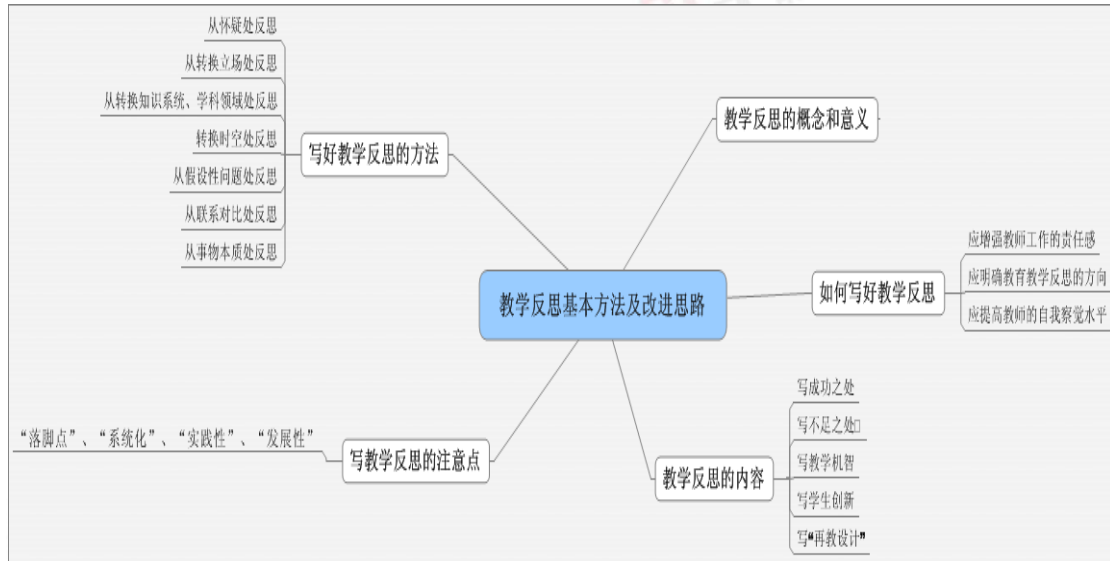 从怀疑处反思
从转换立场处反思
从转换知识系统、学科领域处反思
转换时空处反思
从假设性问题处反思
从联系对比处反思
从事物本质处反思
写好教学反思的方法
教学反思的概念和意义
教学反思基本方法及改进思路
如何写好教学反思
应增强教师工作的责任感
应明确教育教学反思的方向
应提高教师的自我察觉水平
“落脚点”、“系统化”、“实践性”、“发展性”
写教学反思的注意点
教学反思的内容
写成功之处
写不足之处□
写教学机智
写学生创新
写“再教设计”